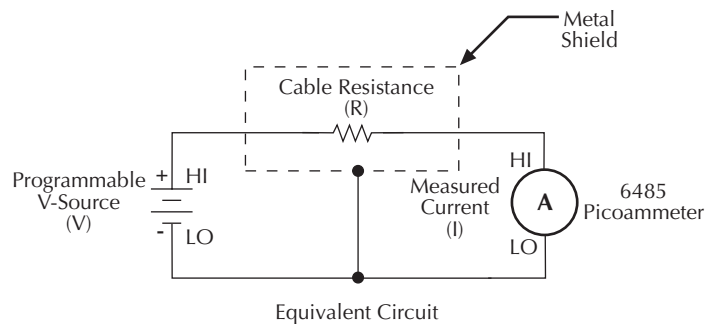 Metal
Shield
Cable Resistance
(R)
+ HI
Programmable
V-Source
(V)
- LO
Measured
Current
(I)
HI
A
LO
6485
Picoammeter
Equivalent Circuit